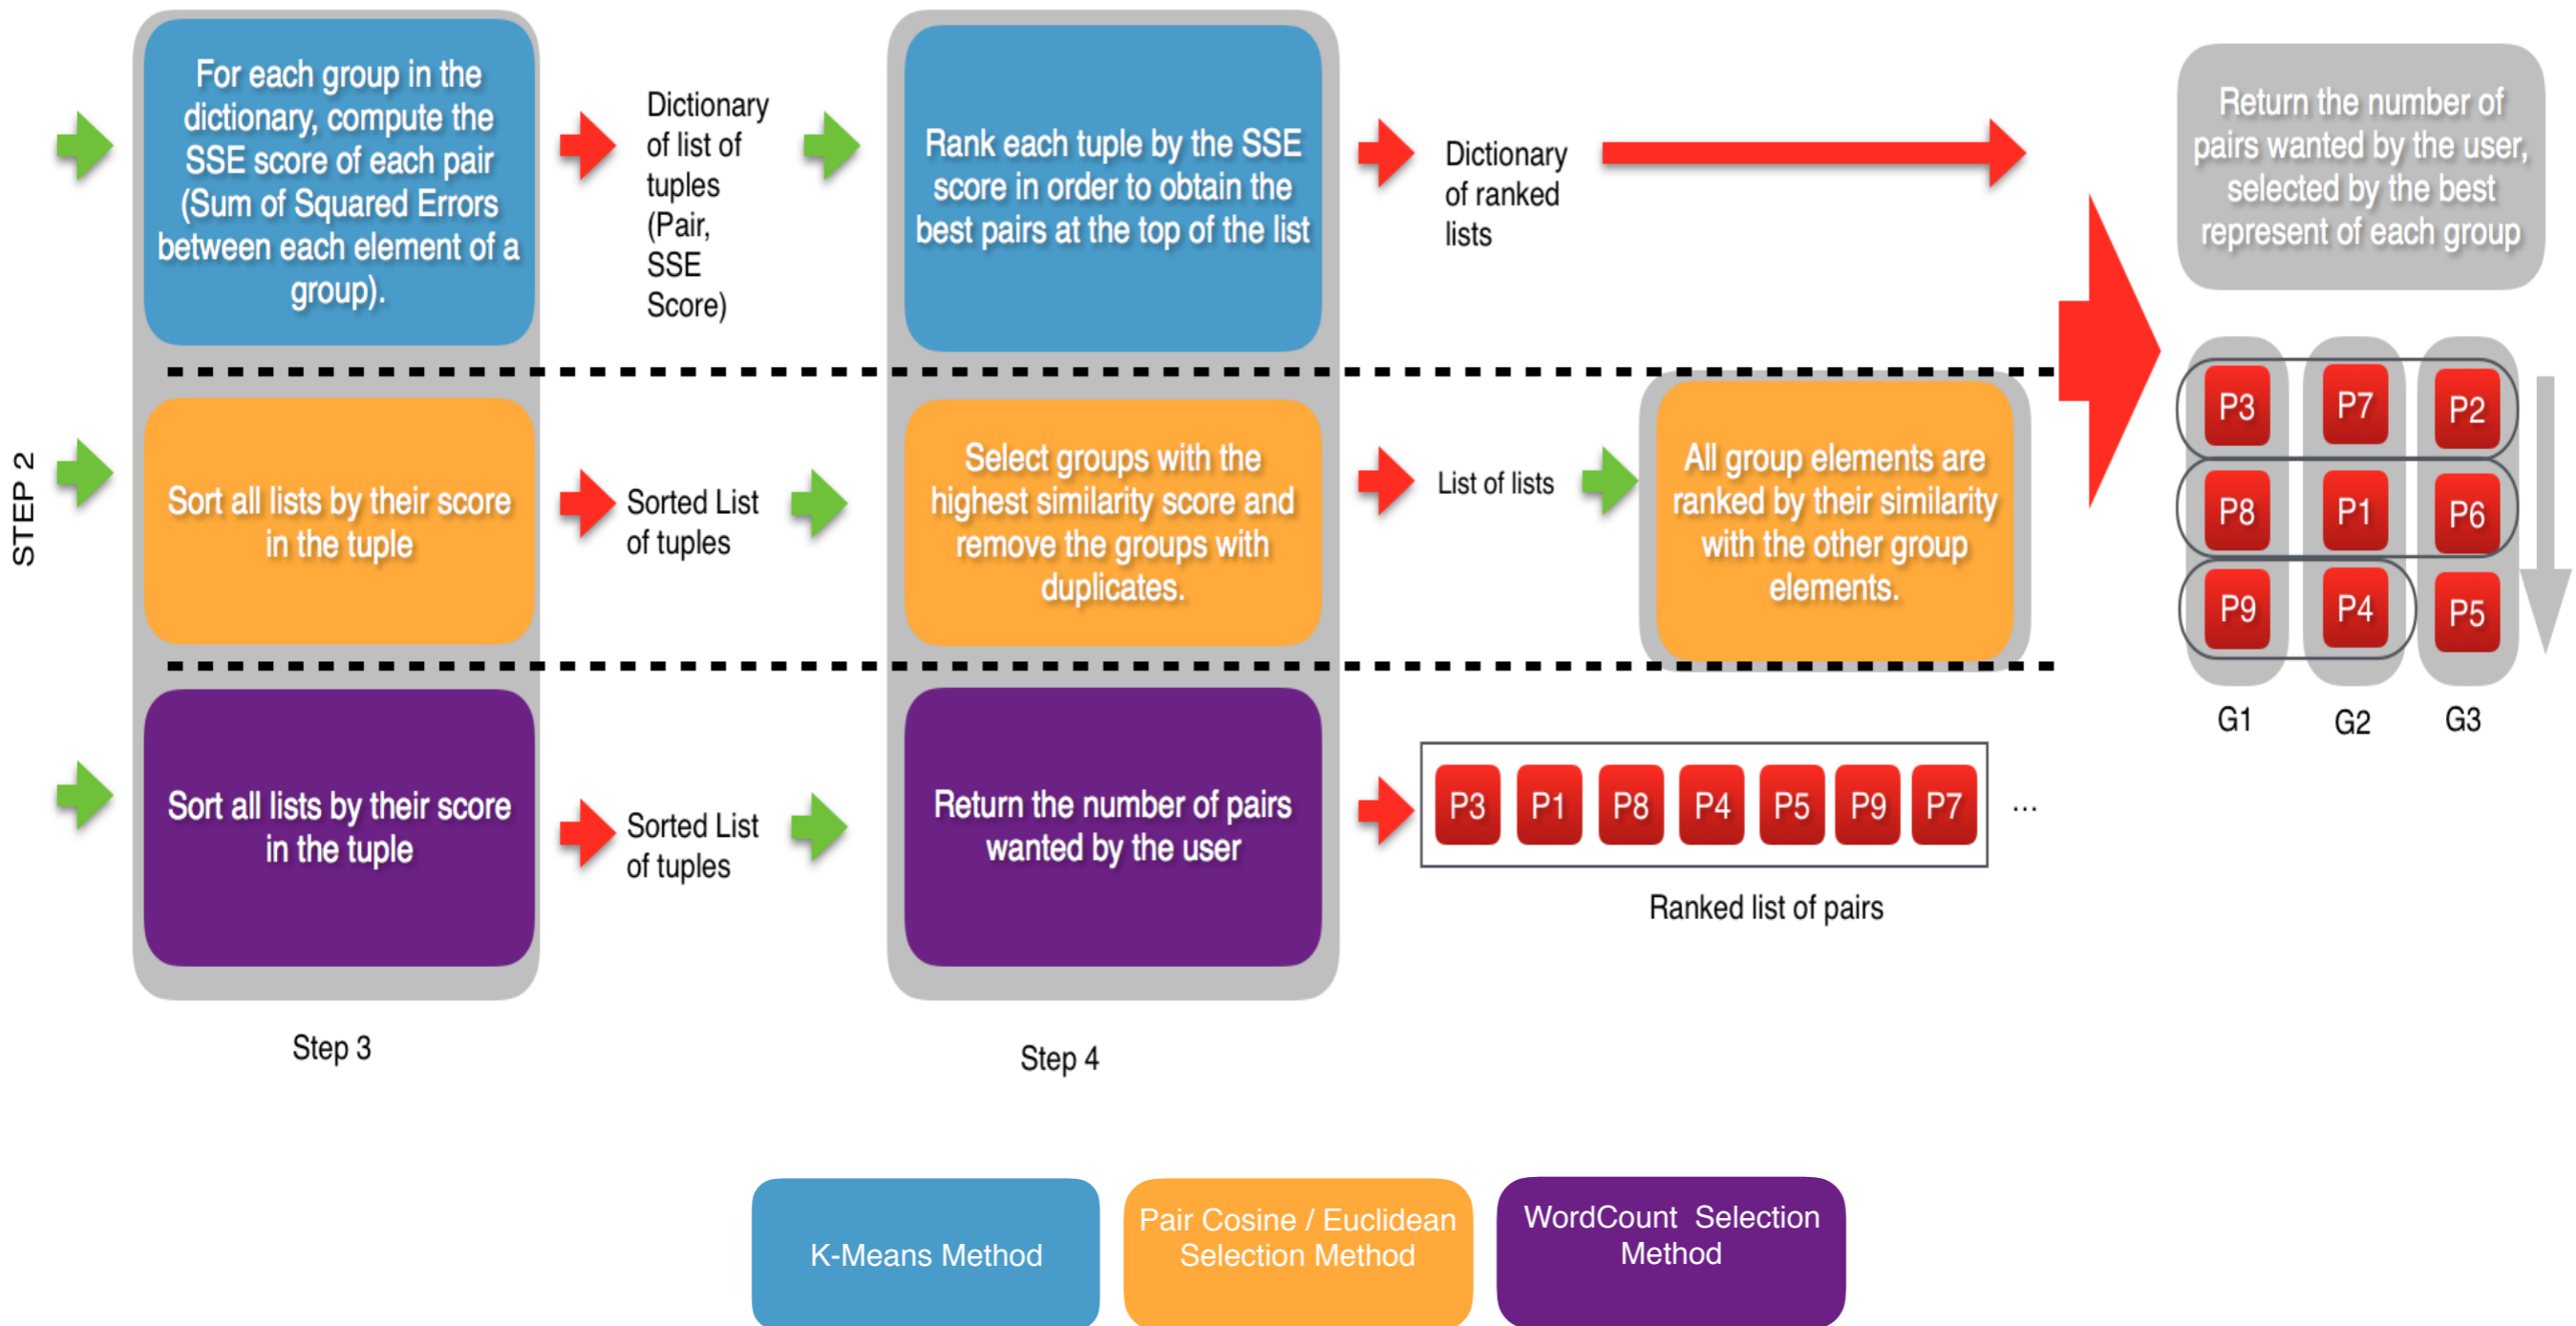 STEP 2
For each group in the
dictionary, compute the
SSE score of each pair
(Sum of Squared Errors
between each element of a
group).
Dictionary
of list of
tuples
(Pair,
SSE
Score)
Rank each tuple by the SSE
score in order to obtain the
best pairs at the top of the list
Dictionary
of ranked
lists
Return the number of
pairs wanted by the user,
selected by the best
represent of each group
Sort all lists by their score
in the tuple
Sorted List
of tuples
Select groups with the
highest similarity score and
remove the groups with
duplicates.
List of lists
All group elements are
ranked by their similarity
with the other group
elements.
P3 P7 P2
P8 P1 P6
P9 P4 P5
G1 G2 G3
Sort all lists by their score
in the tuple
Sorted List
of tuples
Return the number of pairs
wanted by the user
P3 P1 P8 P4 P5 P9 P7 ...
Ranked list of pairs
Step 3
Step 4
K-Means Method
Pair Cosine / Euclidean
Selection Method
WordCount Selection
Method